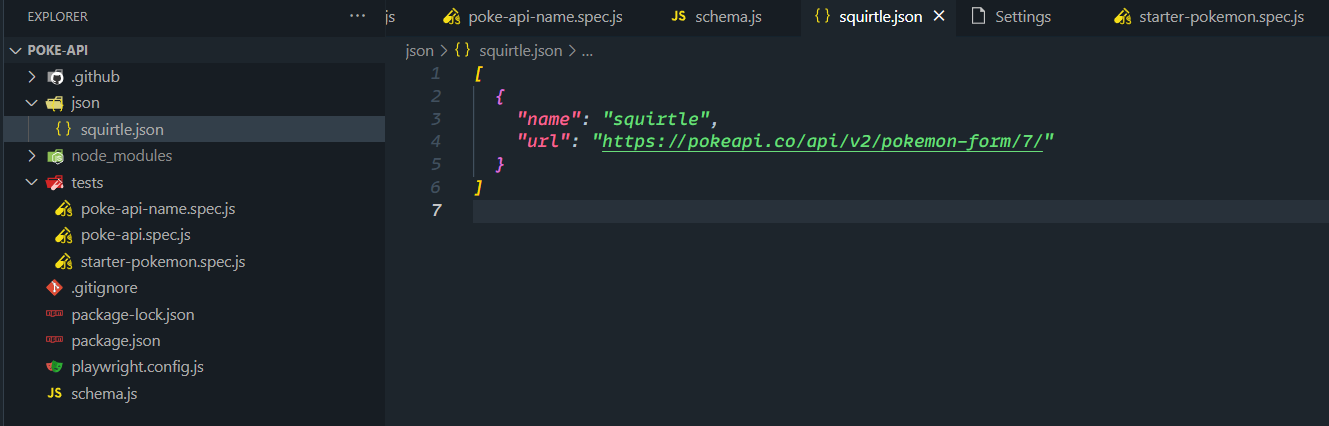 EXPLORER ...
POKE-API
.github
json
{} squirtle.json
node_modules
tests
poke-api-name.spec.js
poke-api.spec.js
starter-pokemon.spec.js
.gitignore
package-lock.json
package.json
playwright.config.js
JS schema.js
js poke-api-name.spec.js JS schema.js {} squirtle.json × Settings starter-pokemon.spec.js
json > {} squirtle.json > ...
1 [
2 {
3 "name": "squirtle",
4 "url": "https://pokeapi.co/api/v2/pokemon-form/7/"
5 }
6 ]
7